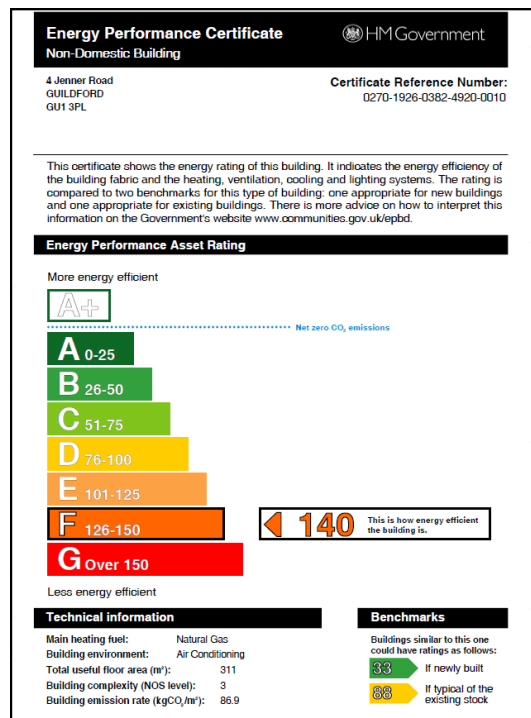 Energy Performance Certificate
HM Government
Non-Domestic Building
4 Jenner Road
GUILDFORD
GU1 3PL
Certificate Reference Number:
0270-1926-0382-4920-0010
This certificate shows the energy rating of this building. It indicates the energy efficiency of
the building fabric and the heating, ventilation, cooling and lighting systems. The rating is
compared to two benchmarks for this type of building: one appropriate for new buildings
and one appropriate for existing buildings. There is more advice on how to interpret this
information on the Government's website www.communities.gov.uk/epbd.
Energy Performance Asset Rating
More energy efficient
A+
Net zero CO₂ emissions
A 0-25
B 26-50
C 51-75
D 76-100
E 101-125
F 126-150
140
This is how energy efficient
the building is.
G Over 150
Less energy efficient
Technical information
Main heating fuel: Natural Gas
Building environment: Air Conditioning
Total useful floor area (m²): 311
Building complexity (NOS level): 3
Building emission rate (kgCO₂/m²): 86.9
Benchmarks
Buildings similar to this one
could have ratings as follows:
33
If newly built
88
If typical of the
existing stock